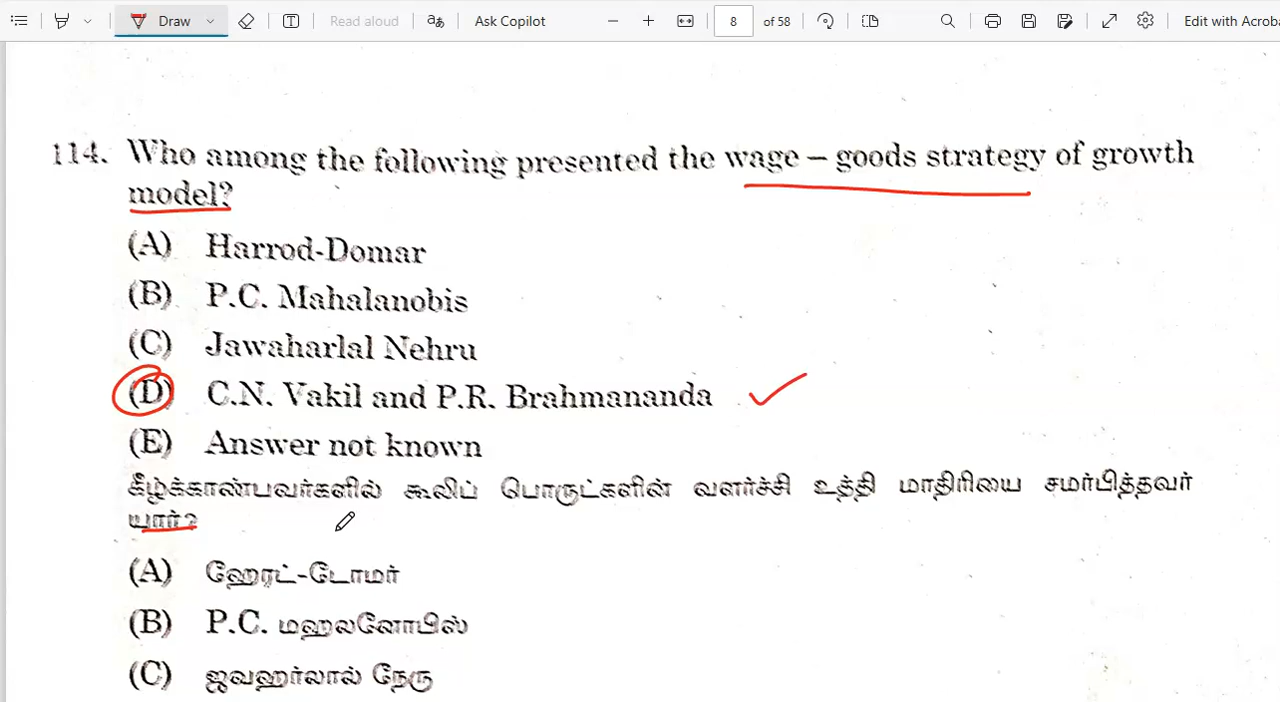 Draw Read aloud Ask Copilot 8 of 58 Edit with Acroba
114. Who among the following presented the wage – goods strategy of growth
model?
(A) Harrod-Domar
(B) P.C. Mahalanobis
(C) Jawaharlal Nehru
(D) C.N. Vakil and P.R. Brahmananda
(E) Answer not known
கீழ்க்காண்பவர்களில் கூலிப் பொருட்களின் வளர்ச்சி உத்தி மாதிரியை சமர்பித்தவர்
யார்?
(A) ஹேரட்-டோமர்
(B) P.C. மஹலனோபிஸ்
(C) ஜவஹர்லால் நேரு